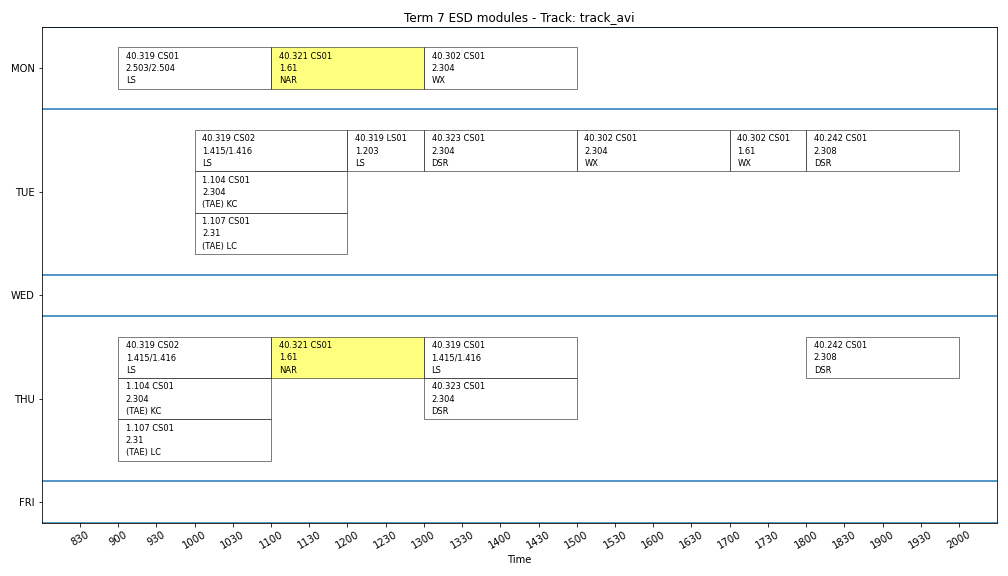 Term 7 ESD modules - Track: track_avi
MON
40.319 CS01
2.503/2.504
LS
40.321 CS01
1.61
NAR
40.302 CS01
2.304
WX
TUE
40.319 CS02
1.415/1.416
LS
40.319 LS01
1.203
LS
40.323 CS01
2.304
DSR
40.302 CS01
2.304
WX
40.302 CS01
1.61
WX
40.242 CS01
2.308
DSR
1.104 CS01
2.304
(TAE) KC
1.107 CS01
2.31
(TAE) LC
WED
THU
40.319 CS02
1.415/1.416
LS
40.321 CS01
1.61
NAR
40.319 CS01
1.415/1.416
LS
40.242 CS01
2.308
DSR
1.104 CS01
2.304
(TAE) KC
40.323 CS01
2.304
DSR
1.107 CS01
2.31
(TAE) LC
FRI
830 900 930 1000 1030 1100 1130 1200 1230 1300 1330 1400 1430 1500 1600 1630 1700 1730 1800 1830 1900 1930 2000
Time